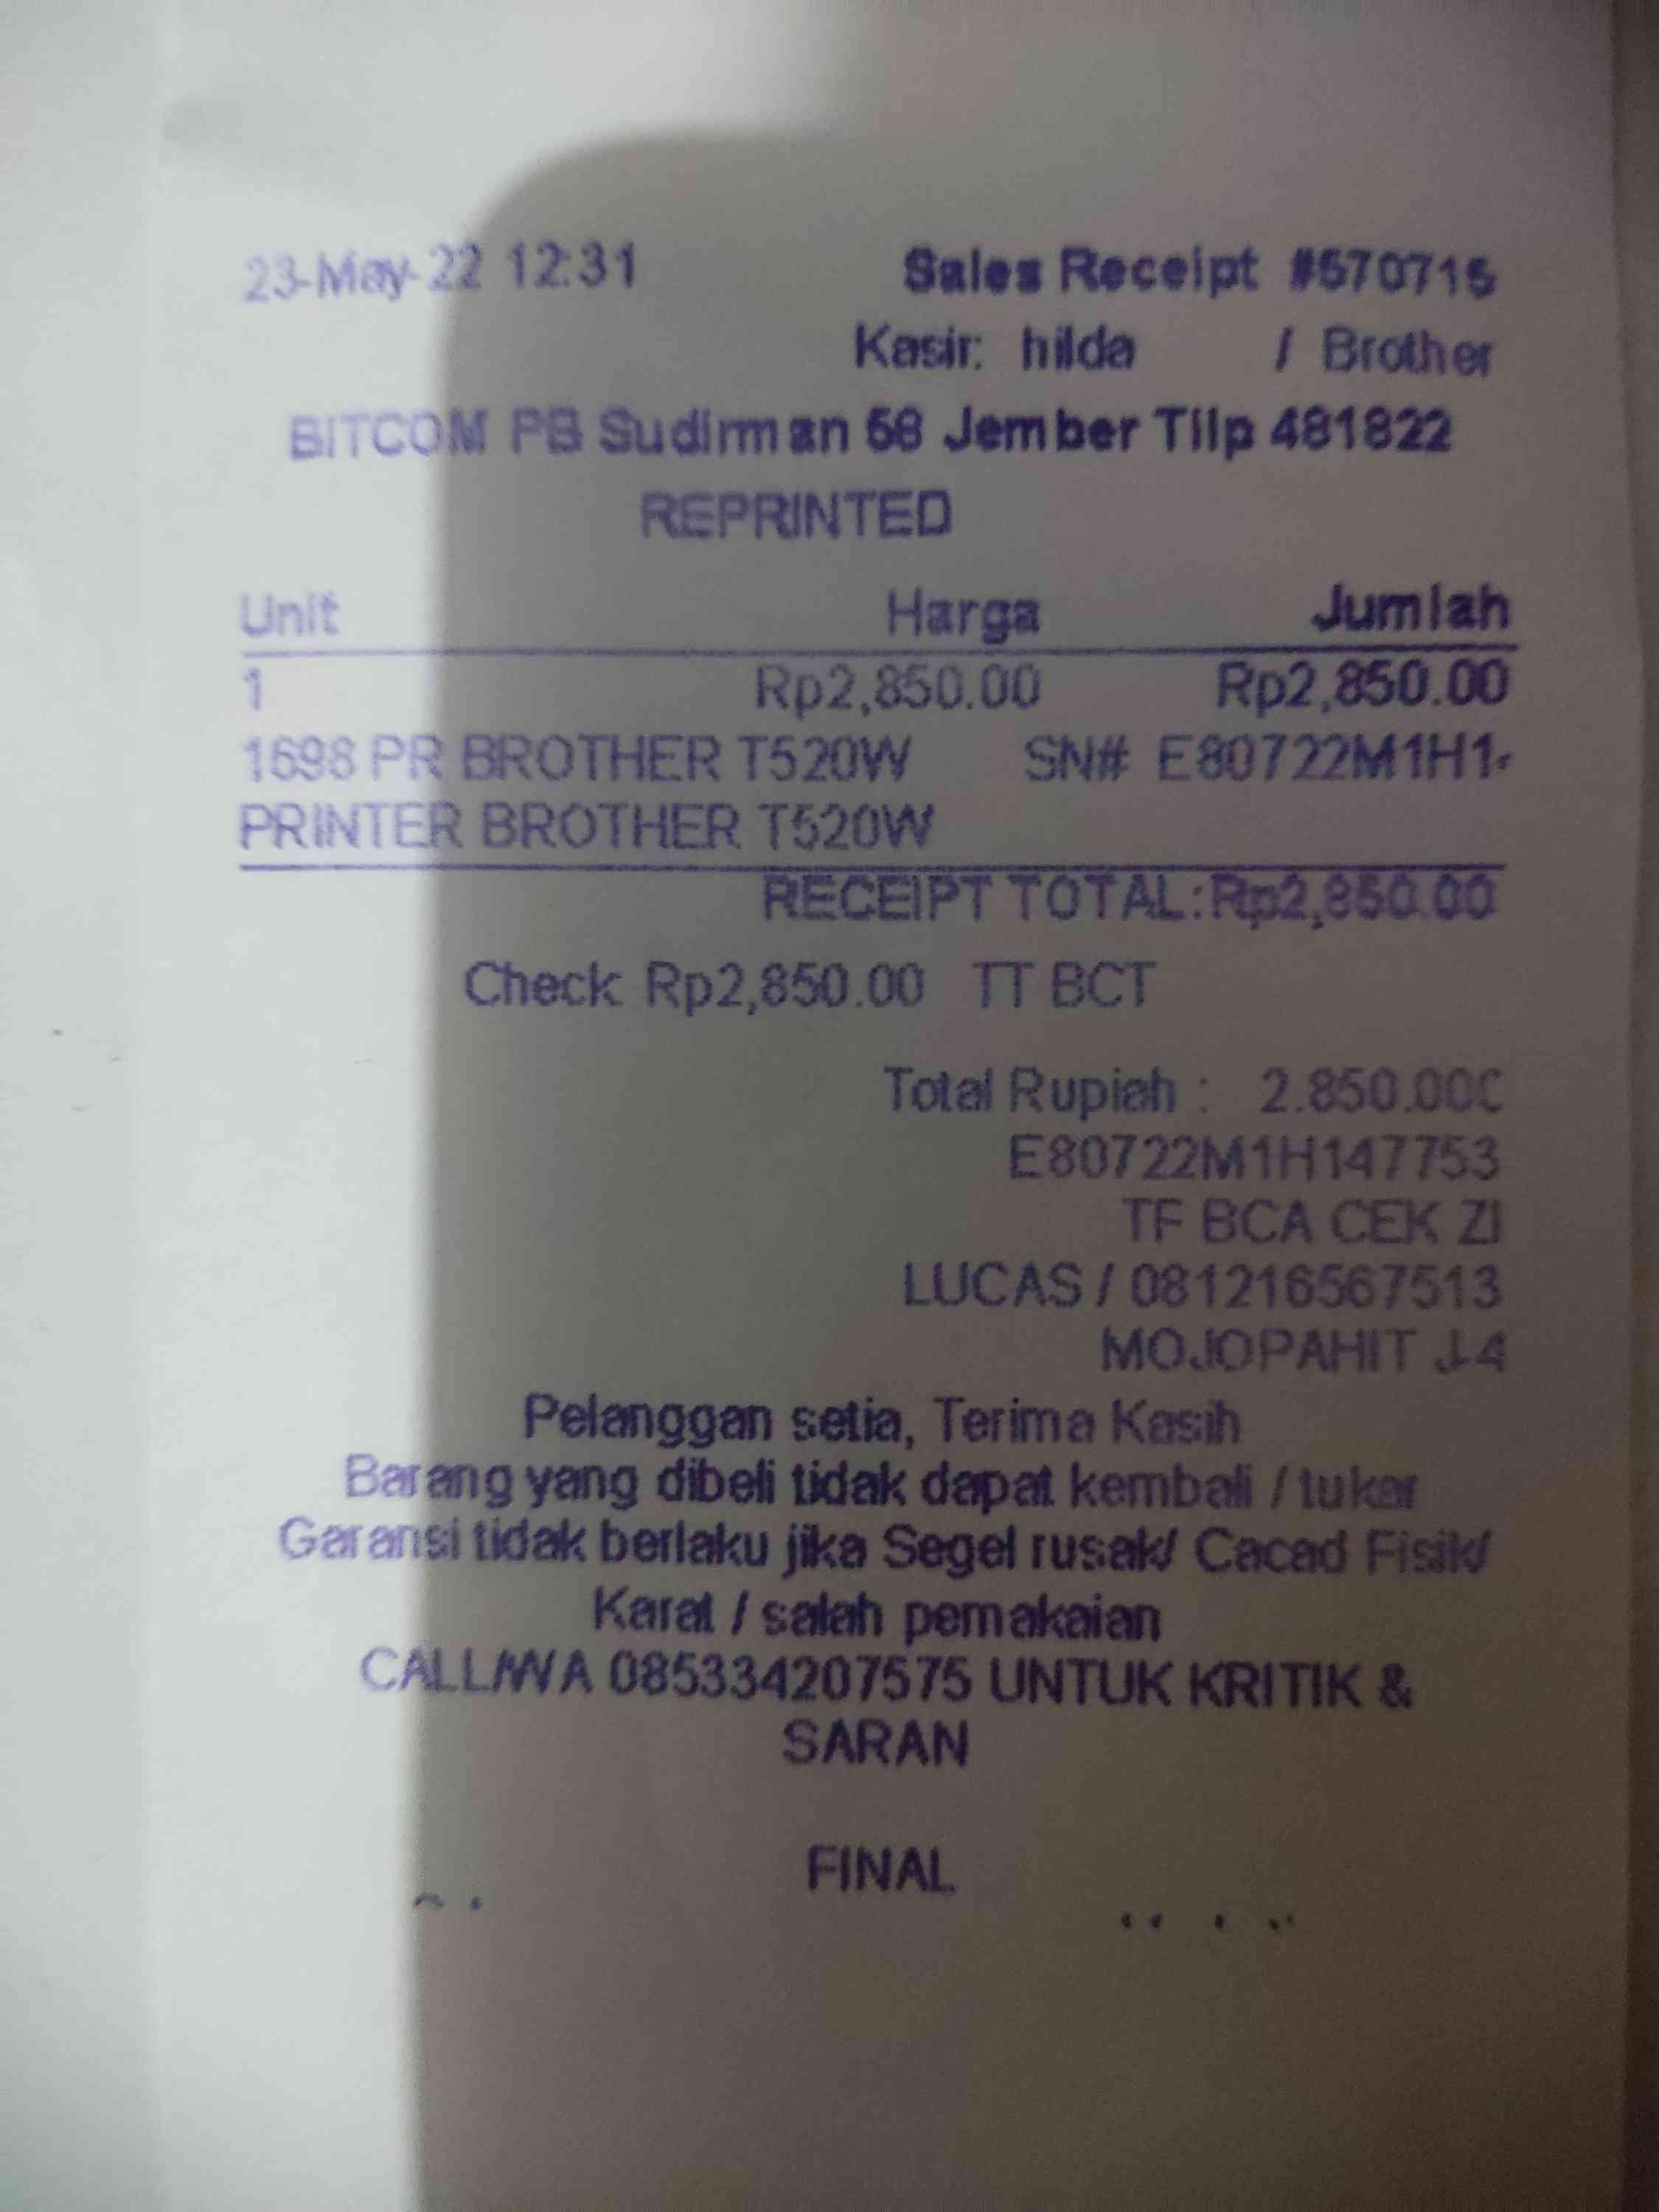 23-May-22 12:31 Sales Receipt #570715
Kasir: hilda / Brother
BITCOM PB Sudirman 58 Jember Tilp 481822
REPRINTED
Unit Harga Jumlah
1 Rp2,850.00 Rp2,850.00
1698 PR BROTHER T520W SN# E80722M1H1
PRINTER BROTHER T520W
RECEIPT TOTAL: Rp2,850.00
Check Rp2,850.00 TT BCT
Total Rupiah : 2.850.000
E80722M1H147753
TF BCA CEK ZI
LUCAS / 081216567513
MOJOPAHIT J-4
Pelanggan setia, Terima Kasih
Barang yang dibeli tidak dapat kembali / tukar
Garansi tidak berlaku jika Segel rusak/ Cacad Fisik/
Karat / salah pemakaian
CALL/WA 085334207575 UNTUK KRITIK &
SARAN
FINAL